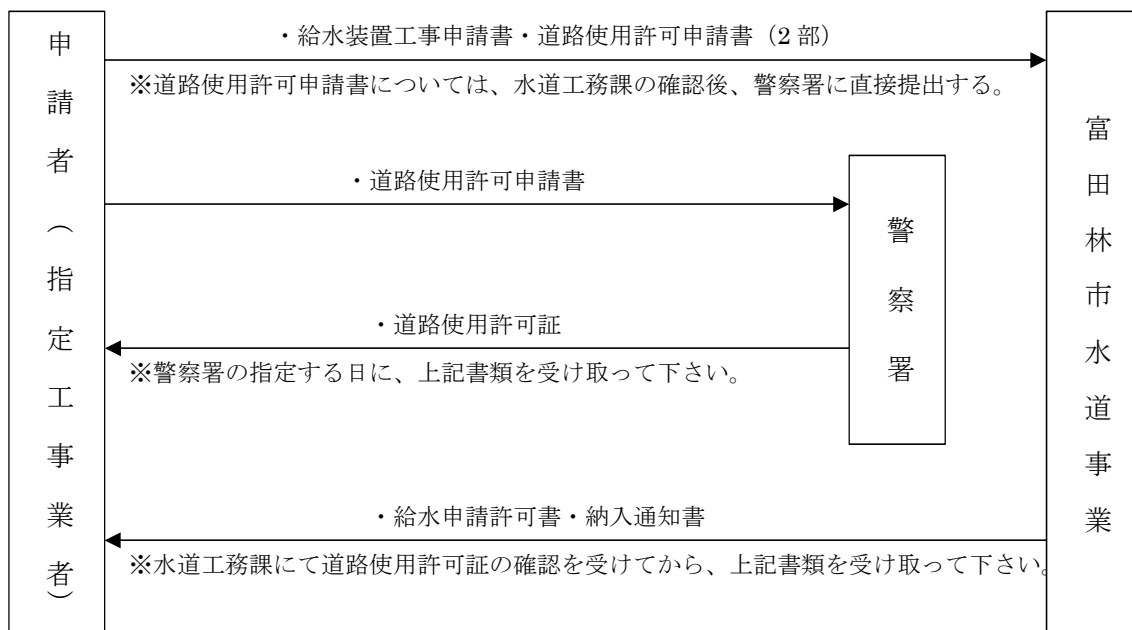 申請者（指定工事業者）
・給水装置工事申請書・道路使用許可申請書（2部）
※道路使用許可申請書については、水道工務課の確認後、警察署に直接提出する。
・道路使用許可申請書
警察署
・道路使用許可証
※警察署の指定する日に、上記書類を受け取って下さい。
・給水申請許可書・納入通知書
※水道工務課にて道路使用許可証の確認を受けてから、上記書類を受け取って下さい。
富田林市水道事業